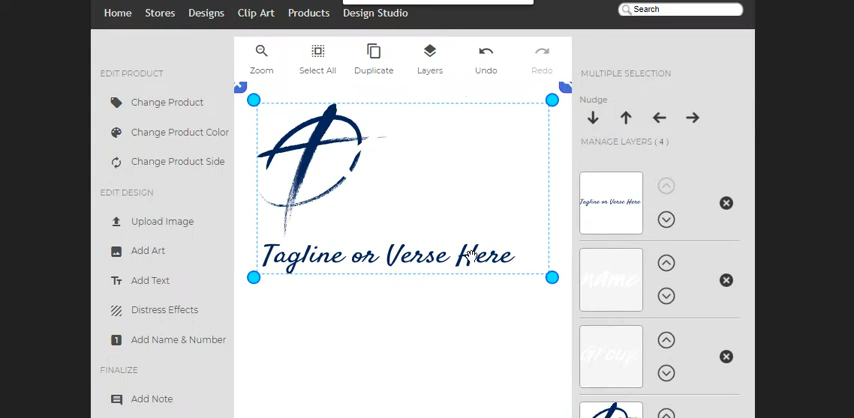 Home Stores Designs Clip Art Products Design Studio Search
EDIT PRODUCT
Change Product
Change Product Color
Change Product Side
EDIT DESIGN
Upload Image
Add Art
Add Text
Distress Effects
1 Add Name & Number
FINALIZE
Add Note
Zoom Select All Duplicate Layers Undo Redo
Tagline or Verse Here
MULTIPLE SELECTION
Nudge
MANAGE LAYERS ( 4 )
Tagline or Verse Here
name
Group